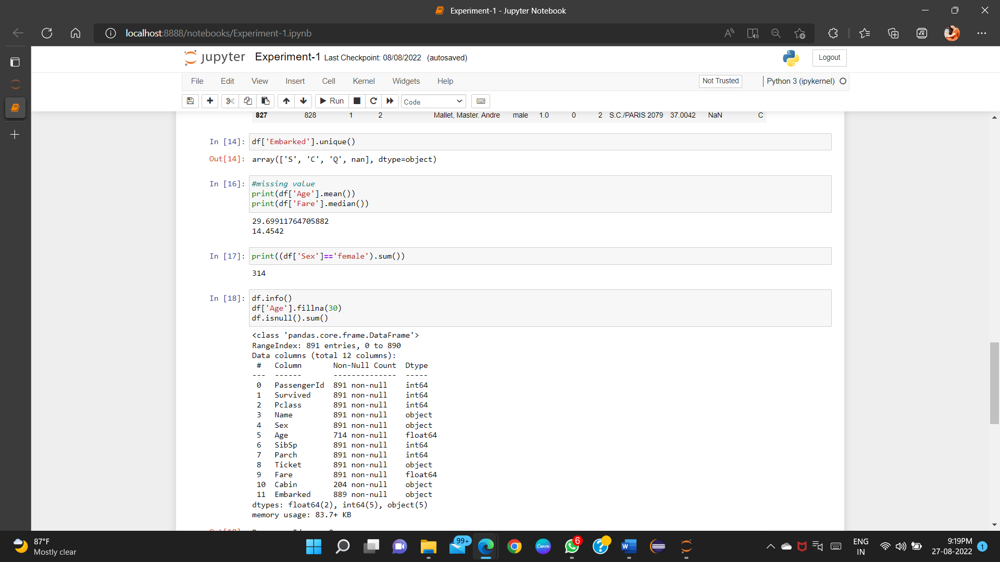 Experiment-1 - Jupyter Notebook
localhost:8888/notebooks/Experiment-1.ipynb
jupyter Experiment-1 Last Checkpoint: 08/08/2022 (autosaved)
Logout
File Edit View Insert Cell Kernel Widgets Help
Not Trusted
Python 3 (ipykernel)
Run
Code
827 828 1 2 Mallet, Master. Andre male 1.0 0 2 S.C./PARIS 2079 37.0042 NaN C
In [14]: df['Embarked'].unique()
Out[14]: array(['S', 'C', 'Q', nan], dtype=object)
In [16]: #missing value
print(df['Age'].mean())
print(df['Fare'].median())
29.69911764705882
14.4542
In [17]: print((df['Sex']=='female').sum())
314
In [18]: df.info()
df['Age'].fillna(30)
df.isnull().sum()
<class 'pandas.core.frame.DataFrame'>
RangeIndex: 891 entries, 0 to 890
Data columns (total 12 columns):
# Column Non-Null Count Dtype
--- ------ -------------- -----
0 PassengerId 891 non-null int64
1 Survived 891 non-null int64
2 Pclass 891 non-null int64
3 Name 891 non-null object
4 Sex 891 non-null object
5 Age 714 non-null float64
6 SibSp 891 non-null int64
7 Parch 891 non-null int64
8 Ticket 891 non-null object
9 Fare 891 non-null float64
10 Cabin 204 non-null object
11 Embarked 889 non-null object
dtypes: float64(2), int64(5), object(5)
memory usage: 83.7+ KB
87°F
Mostly clear
99+
Canva
6
ENG
IN
9:19PM
27-08-2022
1